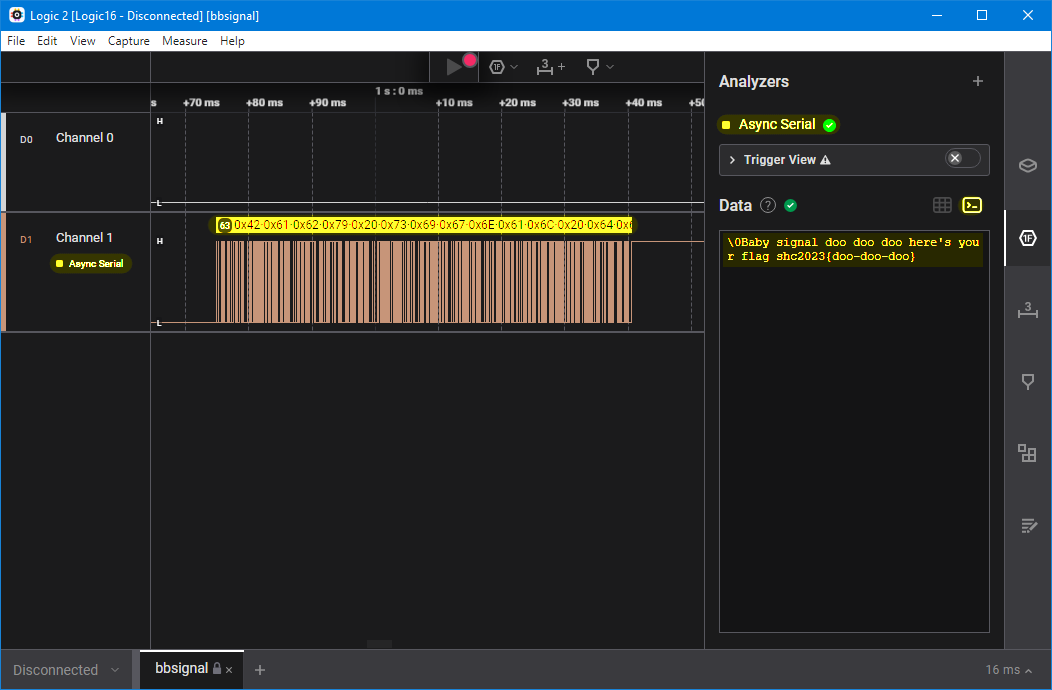 Logic 2 [Logic16 - Disconnected] [bbsignal]
File Edit View Capture Measure Help
1F 3 +
1 s : 0 ms
s +70 ms +80 ms +90 ms +10 ms +20 ms +30 ms +40 ms +50
D0 Channel 0
H
L
D1 Channel 1
Async Serial
63 0x42·0x61·0x62·0x79·0x20·0x73·0x69·0x67·0x6E·0x61·0x6C·0x20·0x64·0x6
H
L
Analyzers +
Async Serial
Trigger View
Data ?
\0Baby signal doo doo doo here's you
r flag shc2023{doo-doo-doo}
1F
3
Disconnected
bbsignal × +
16 ms